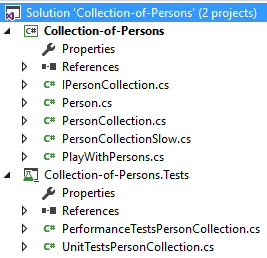 Solution 'Collection-of-Persons' (2 projects)
C# Collection-of-Persons
Properties
References
C# IPersonCollection.cs
C# Person.cs
C# PersonCollection.cs
C# PersonCollectionSlow.cs
C# PlayWithPersons.cs
Collection-of-Persons.Tests
Properties
References
C# PerformanceTestsPersonCollection.cs
C# UnitTestsPersonCollection.cs